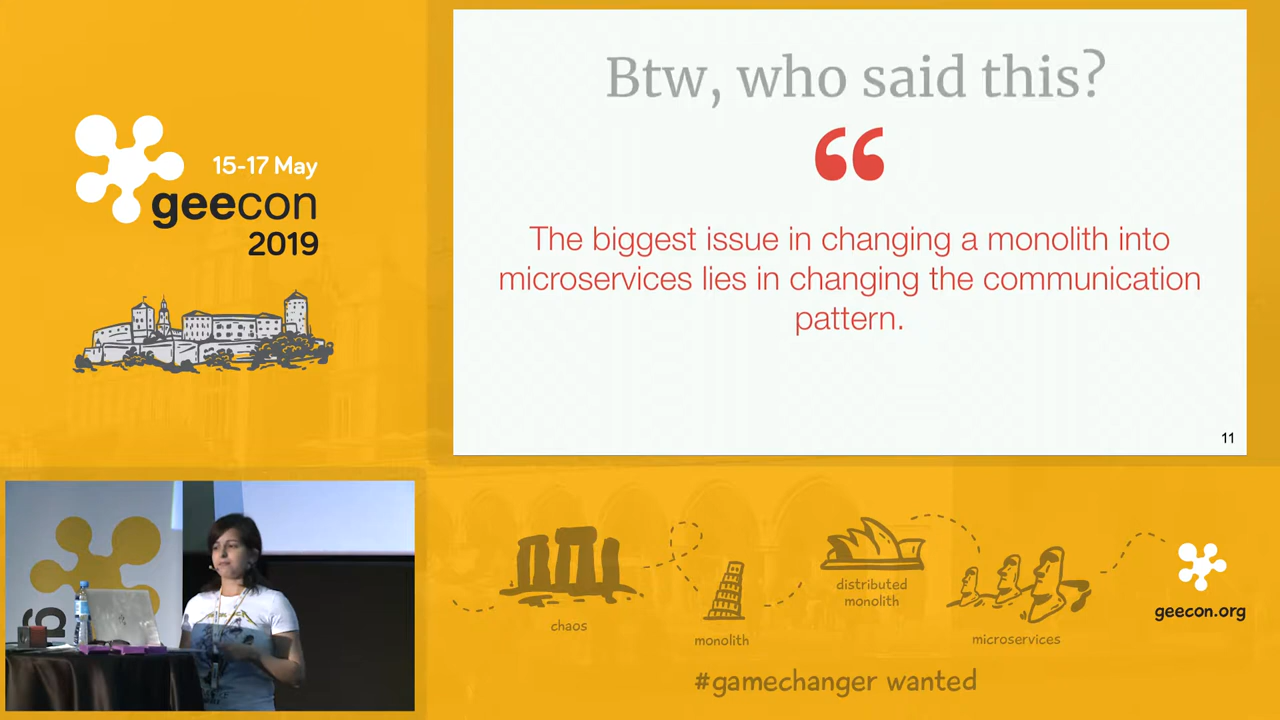 Btw, who said this?
“
The biggest issue in changing a monolith into
microservices lies in changing the communication
pattern.
11
15-17 May
geecon
2019
chaos
monolith
distributed
monolith
microservices
geecon.org
#gamechanger wanted